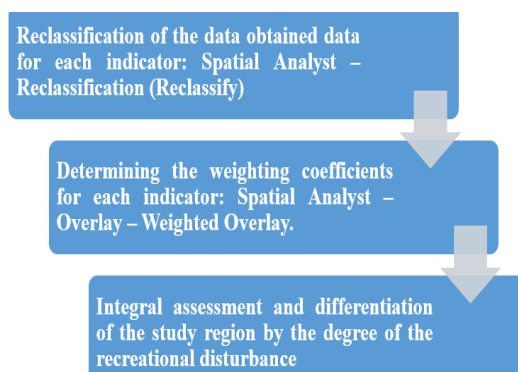 Reclassification of the data obtained data
for each indicator: Spatial Analyst –
Reclassification (Reclassify)
Determining the weighting coefficients
for each indicator: Spatial Analyst –
Overlay – Weighted Overlay.
Integral assessment and differentiation
of the study region by the degree of the
recreational disturbance